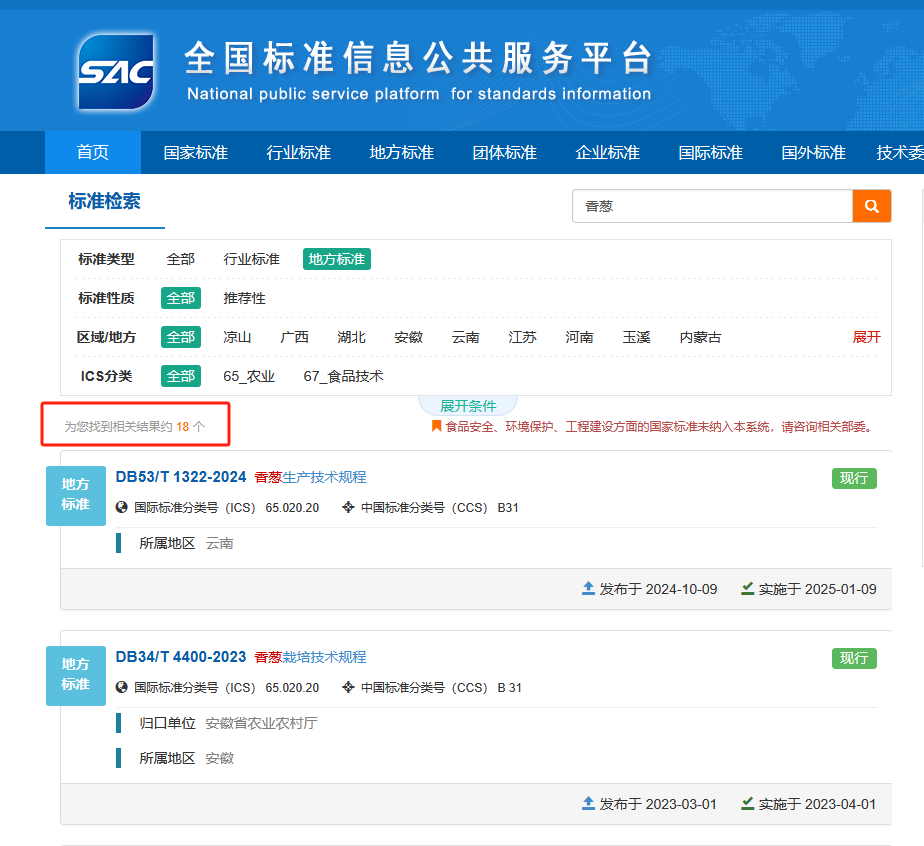 SAC
全国标准信息公共服务平台
National public service platform for standards information
首页 国家标准 行业标准 地方标准 团体标准 企业标准 国际标准 国外标准 技术委
标准检索
香葱
标准类型 全部 行业标准 地方标准
标准性质 全部 推荐性
区域/地方 全部 凉山 广西 湖北 安徽 云南 江苏 河南 玉溪 内蒙古 展开
ICS分类 全部 65_农业 67_食品技术
展开条件
为您找到相关结果约 18 个
食品安全、环境保护、工程建设方面的国家标准未纳入本系统，请咨询相关部委。
地方
标准
DB53/T 1322-2024 香葱生产技术规程 现行
国际标准分类号（ICS） 65.020.20 中国标准分类号（CCS） B31
所属地区 云南
发布于 2024-10-09 实施于 2025-01-09
地方
标准
DB34/T 4400-2023 香葱栽培技术规程 现行
国际标准分类号（ICS） 65.020.20 中国标准分类号（CCS） B 31
归口单位 安徽省农业农村厅
所属地区 安徽
发布于 2023-03-01 实施于 2023-04-01